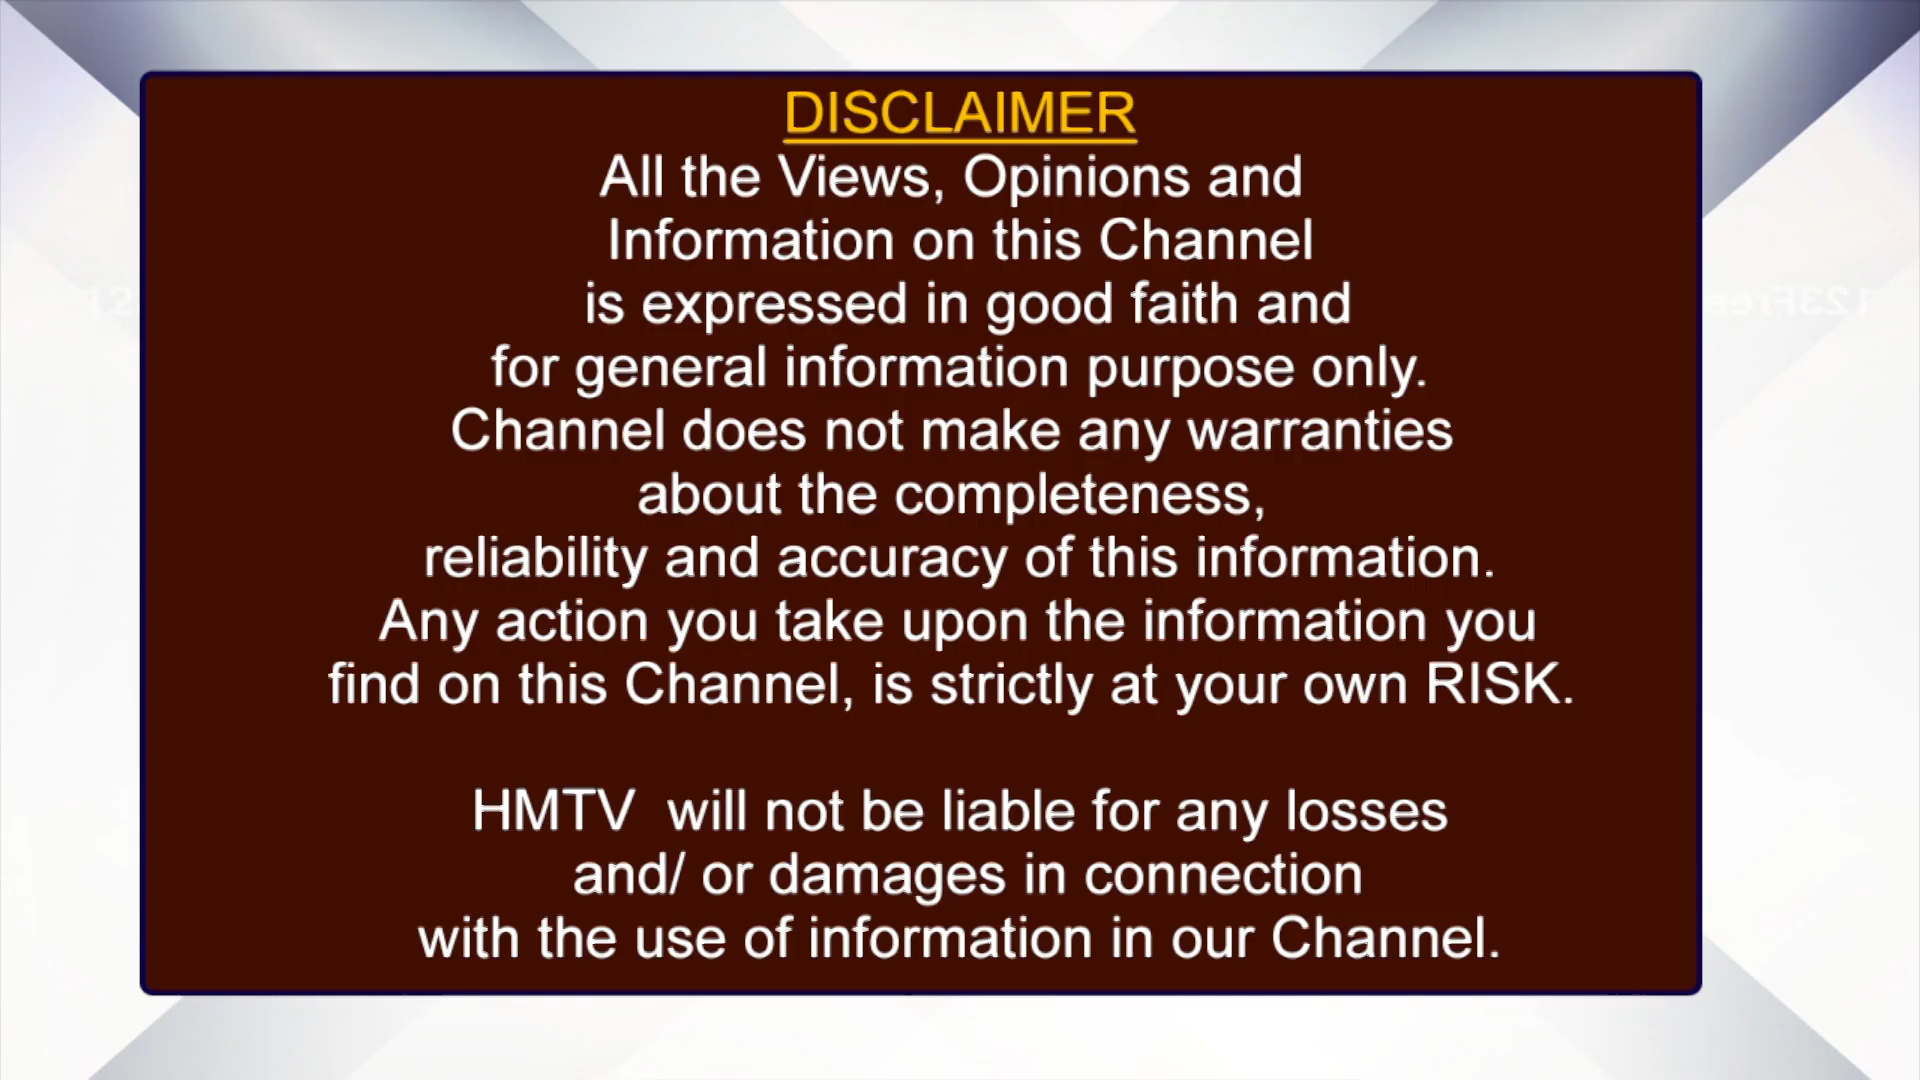 DISCLAIMER
All the Views, Opinions and
Information on this Channel
is expressed in good faith and
for general information purpose only.
Channel does not make any warranties
about the completeness,
reliability and accuracy of this information.
Any action you take upon the information you
find on this Channel, is strictly at your own RISK.
HMTV  will not be liable for any losses
and/ or damages in connection
with the use of information in our Channel.